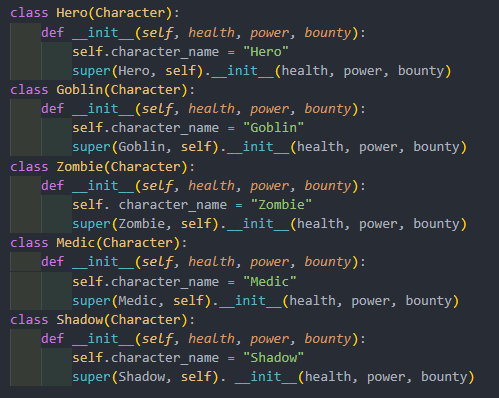 class Hero(Character):
    def __init__(self, health, power, bounty):
        self.character_name = "Hero"
        super(Hero, self).__init__(health, power, bounty)
class Goblin(Character):
    def __init__(self, health, power, bounty):
        self.character_name = "Goblin"
        super(Goblin, self).__init__(health, power, bounty)
class Zombie(Character):
    def __init__(self, health, power, bounty):
        self. character_name = "Zombie"
        super(Zombie, self).__init__(health, power, bounty)
class Medic(Character):
    def __init__(self, health, power, bounty):
        self.character_name = "Medic"
        super(Medic, self).__init__(health, power, bounty)
class Shadow(Character):
    def __init__(self, health, power, bounty):
        self.character_name = "Shadow"
        super(Shadow, self). __init__(health, power, bounty)